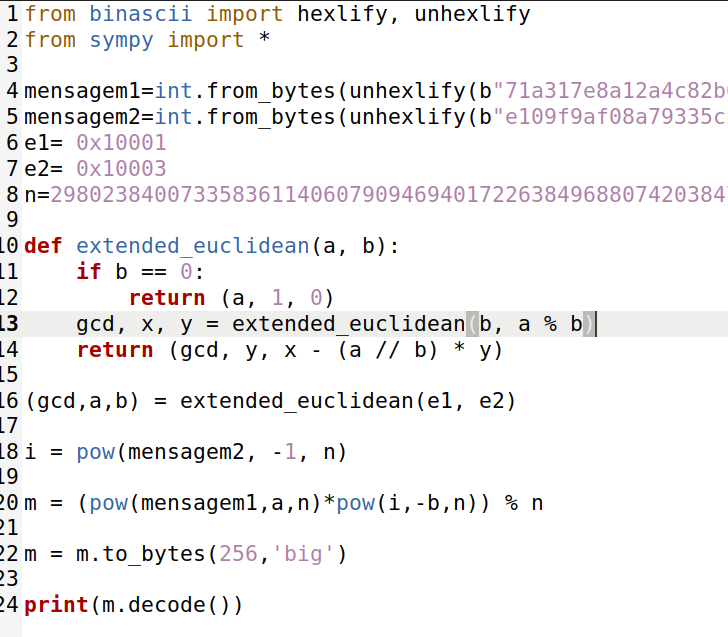 1 from binascii import hexlify, unhexlify
2 from sympy import *
3
4 mensagem1=int.from_bytes(unhexlify(b"71a317e8a12a4c82b
5 mensagem2=int.from_bytes(unhexlify(b"e109f9af08a79335c
6 e1= 0x10001
7 e2= 0x10003
8 n=2980238400733583611406079094694017226384968807420384
9
10 def extended_euclidean(a, b):
11     if b == 0:
12         return (a, 1, 0)
13     gcd, x, y = extended_euclidean(b, a % b)
14     return (gcd, y, x - (a // b) * y)
15
16 (gcd,a,b) = extended_euclidean(e1, e2)
17
18 i = pow(mensagem2, -1, n)
19
20 m = (pow(mensagem1,a,n)*pow(i,-b,n)) % n
21
22 m = m.to_bytes(256,'big')
23
24 print(m.decode())